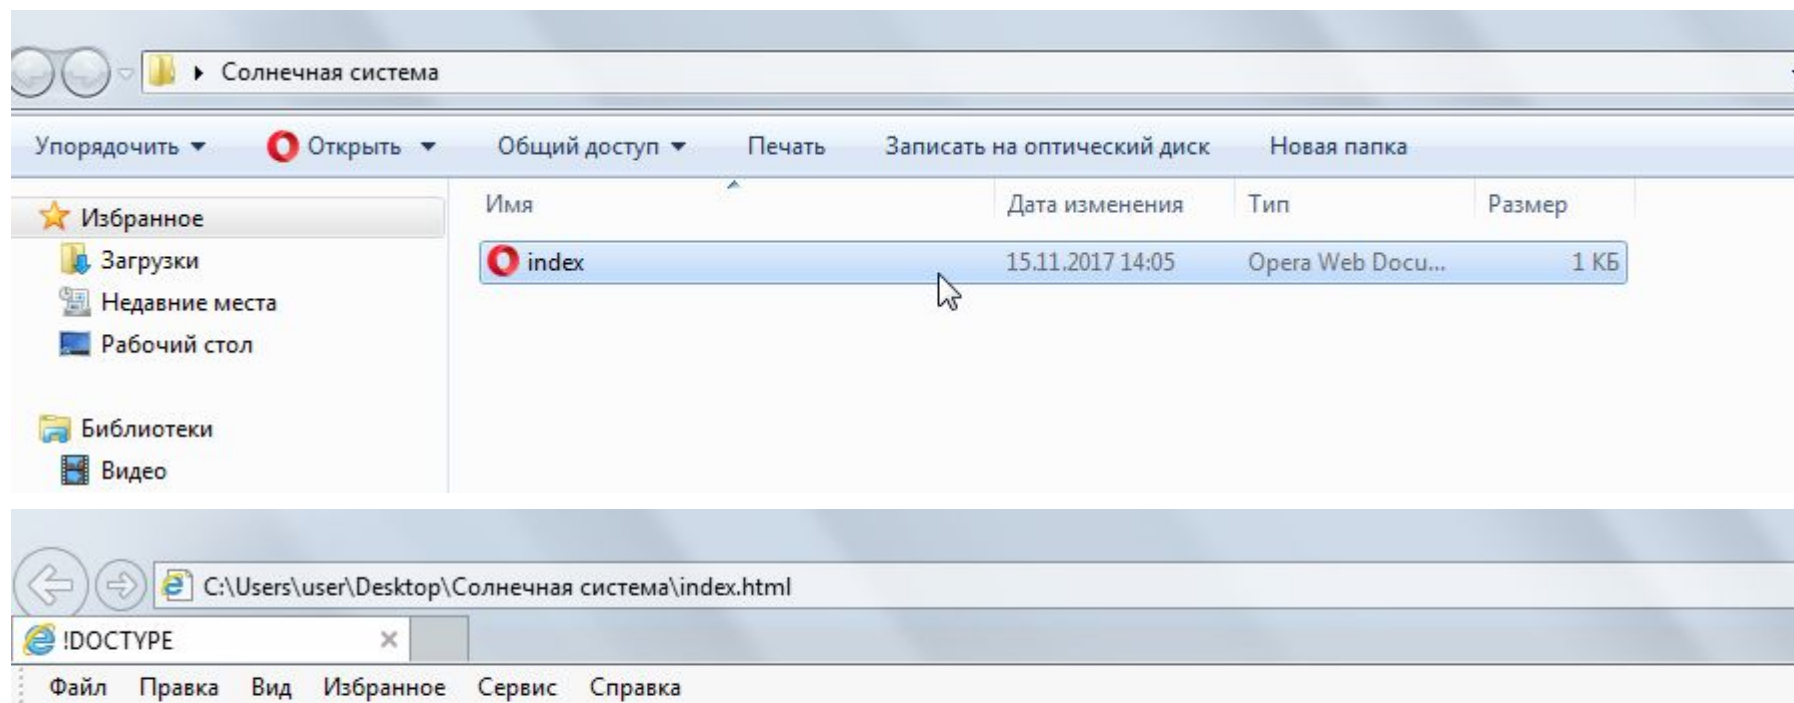 Солнечная система
Упорядочить Открыть Общий доступ Печать Записать на оптический диск Новая папка
Имя Дата изменения Тип Размер
Избранное
index 15.11.2017 14:05 Opera Web Docu... 1 КБ
Загрузки
Недавние места
Рабочий стол
Библиотеки
Видео
C:\Users\user\Desktop\Солнечная система\index.html
!DOCTYPE
Файл Правка Вид Избранное Сервис Справка